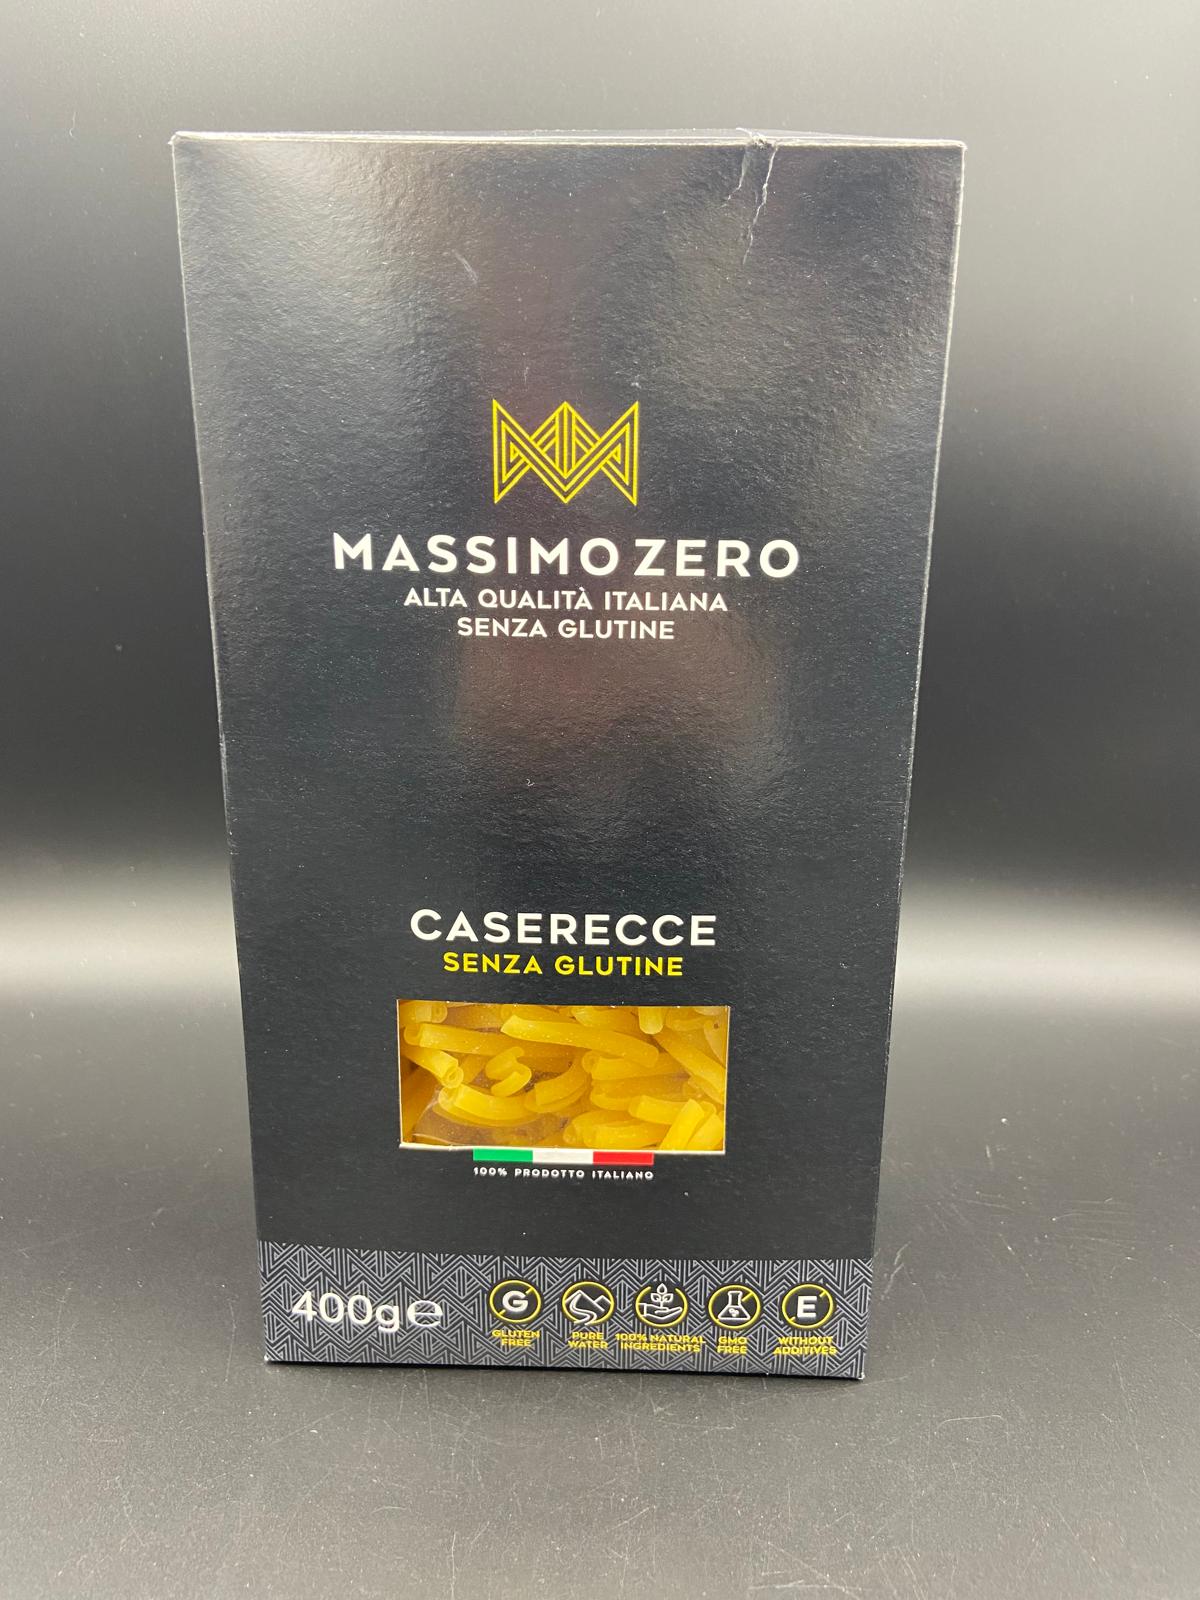 MASSIMO ZERO
ALTA QUALITÀ ITALIANA
SENZA GLUTINE
CASERECCE
SENZA GLUTINE
100% PRODOTTO ITALIANO
400g℮
G
GLUTEN
FREE
PURE
WATER
100% NATURAL
INGREDIENTS
GMO
FREE
E
WITHOUT
ADDITIVES